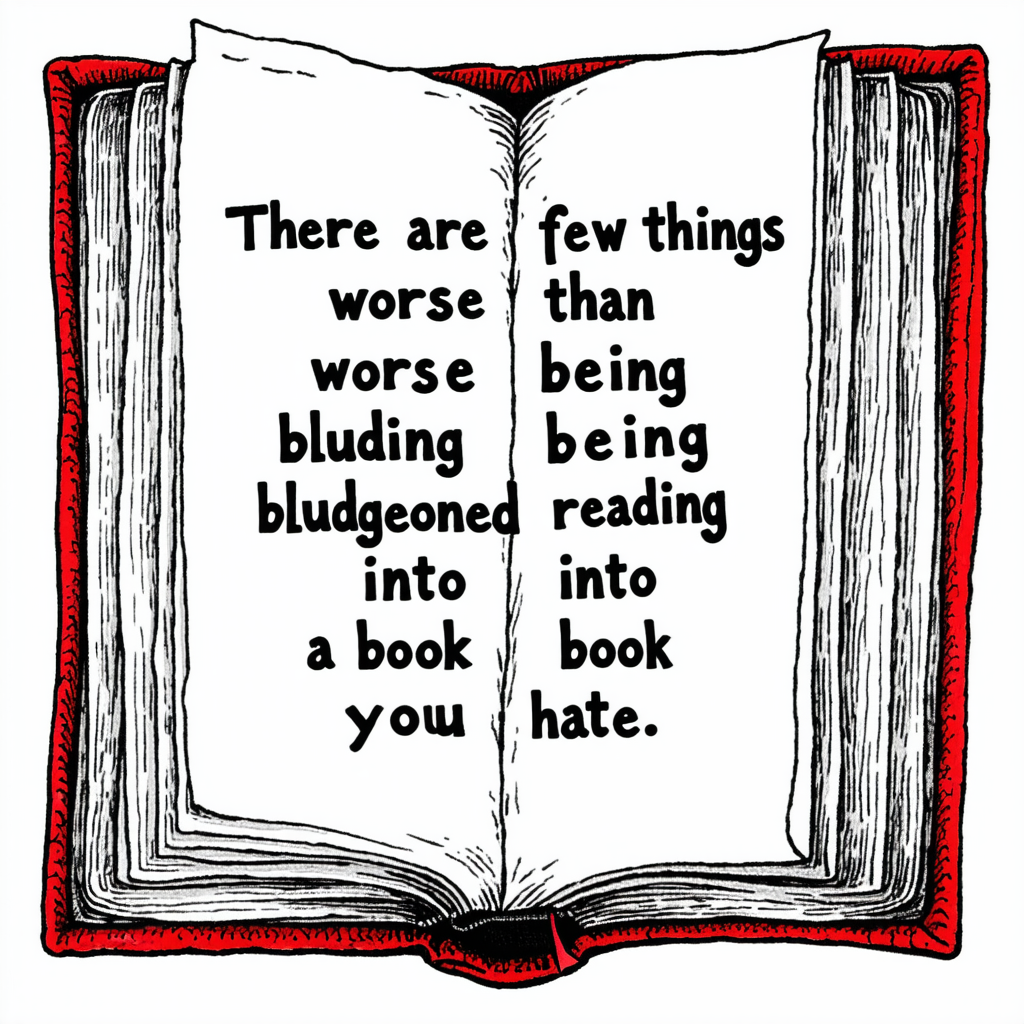 There are few things
worse than
worse being
bluding being
bludgeoned reading
into into
a book book
you hate.